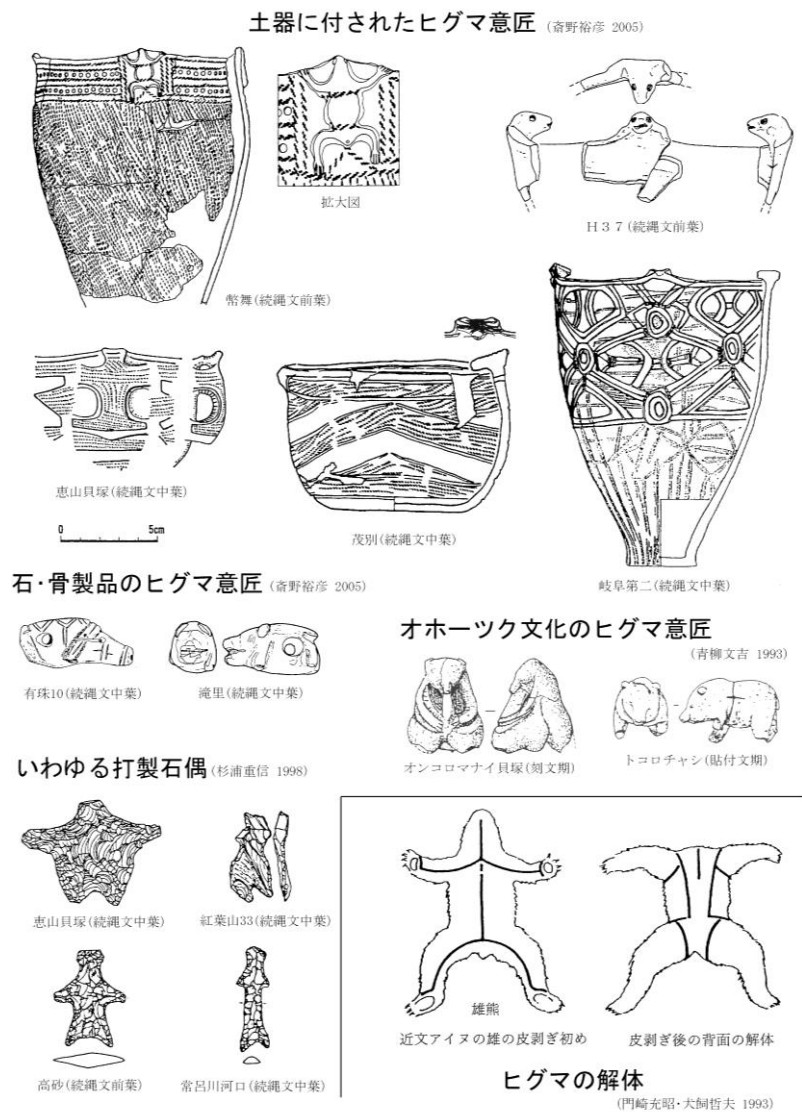 土器に付されたヒグマ意匠 (斎野裕彦 2005)
拡大図
H37(続縄文前葉)
幣舞(続縄文前葉)
恵山貝塚(続縄文中葉)
0 5cm
茂別(続縄文中葉)
岐阜第二(続縄文中葉)
石・骨製品のヒグマ意匠 (斎野裕彦 2005)
有珠10(続縄文中葉)
滝里(続縄文中葉)
オホーツク文化のヒグマ意匠
(青柳文吉 1993)
オンコロマナイ貝塚(刻文期)
トコロチャシ(貼付文期)
いわゆる打製石偶 (杉浦重信 1998)
恵山貝塚(続縄文中葉)
紅葉山33(続縄文中葉)
高砂(続縄文前葉)
常呂川河口(続縄文中葉)
雄熊
近文アイヌの雄の皮剥ぎ初め
皮剥ぎ後の背面の解体
ヒグマの解体
(門崎允昭・犬飼哲夫 1993)